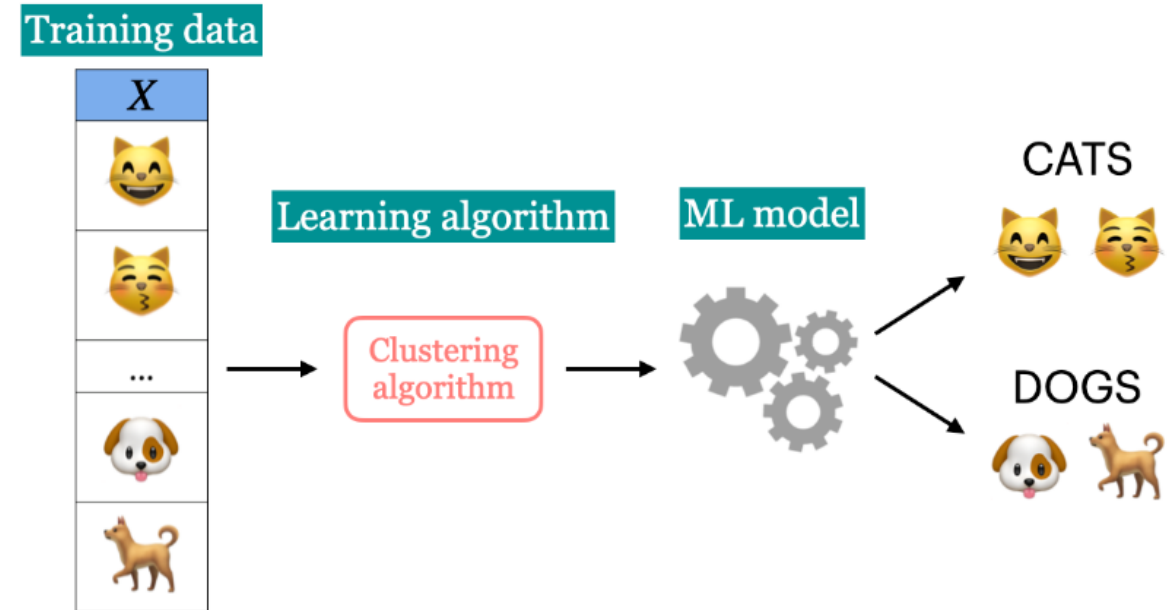 Training data
X
...
Learning algorithm
Clustering
algorithm
ML model
CATS
DOGS